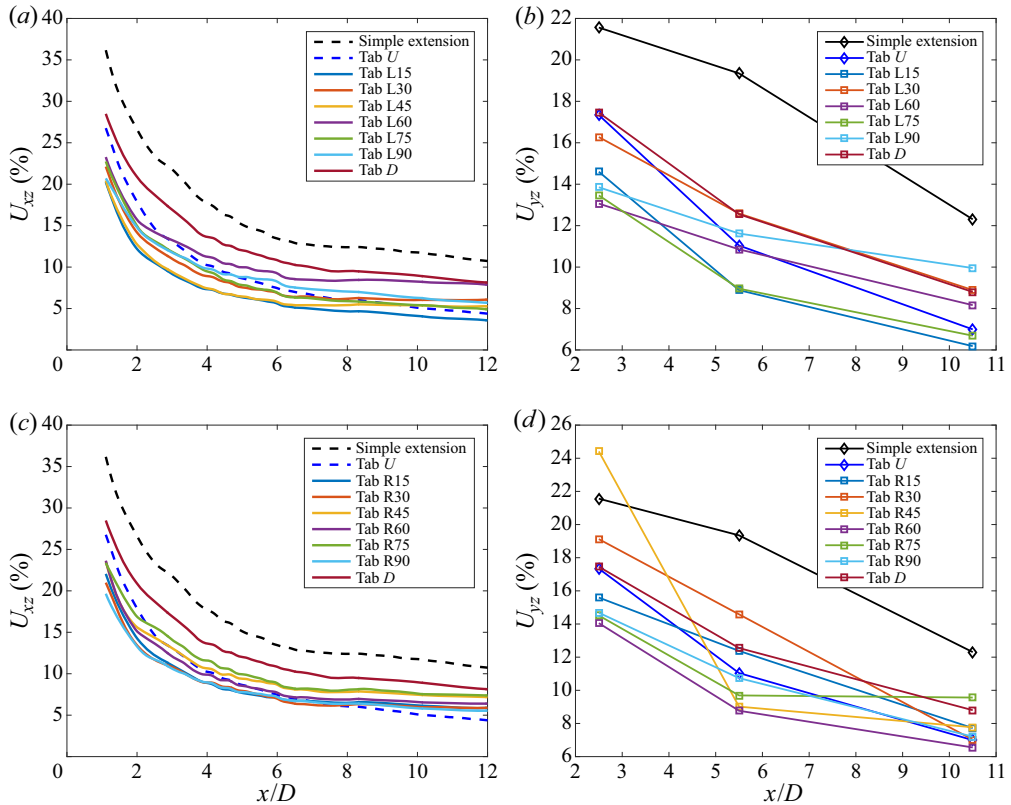 (a)
40
35
30
25
20
15
10
5
0
2
4
6
8
10
12
U_xz (%)
Simple extension
Tab U
Tab L15
Tab L30
Tab L45
Tab L60
Tab L75
Tab L90
Tab D
(b)
22
20
18
16
14
12
10
8
6
2
3
4
5
6
7
8
9
10
11
U_yz (%)
Simple extension
Tab U
Tab L15
Tab L30
Tab L60
Tab L75
Tab L90
Tab D
(c)
40
35
30
25
20
15
10
5
0
2
4
6
8
10
12
U_xz (%)
x/D
Simple extension
Tab U
Tab R15
Tab R30
Tab R45
Tab R60
Tab R75
Tab R90
Tab D
(d)
26
24
22
20
18
16
14
12
10
8
6
2
3
4
5
6
7
8
9
10
11
U_yz (%)
x/D
Simple extension
Tab U
Tab R15
Tab R30
Tab R45
Tab R60
Tab R75
Tab R90
Tab D